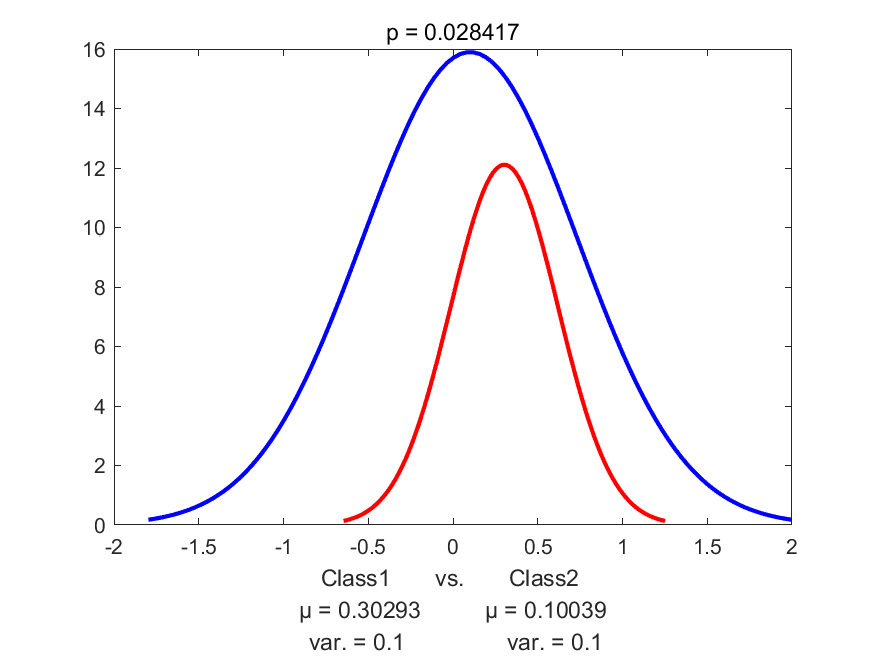 p = 0.028417
16
14
12
10
8
6
4
2
0
-2 -1.5 -1 -0.5 0 0.5 1 1.5 2
Class1 vs. Class2
μ = 0.30293 μ = 0.10039
var. = 0.1 var. = 0.1